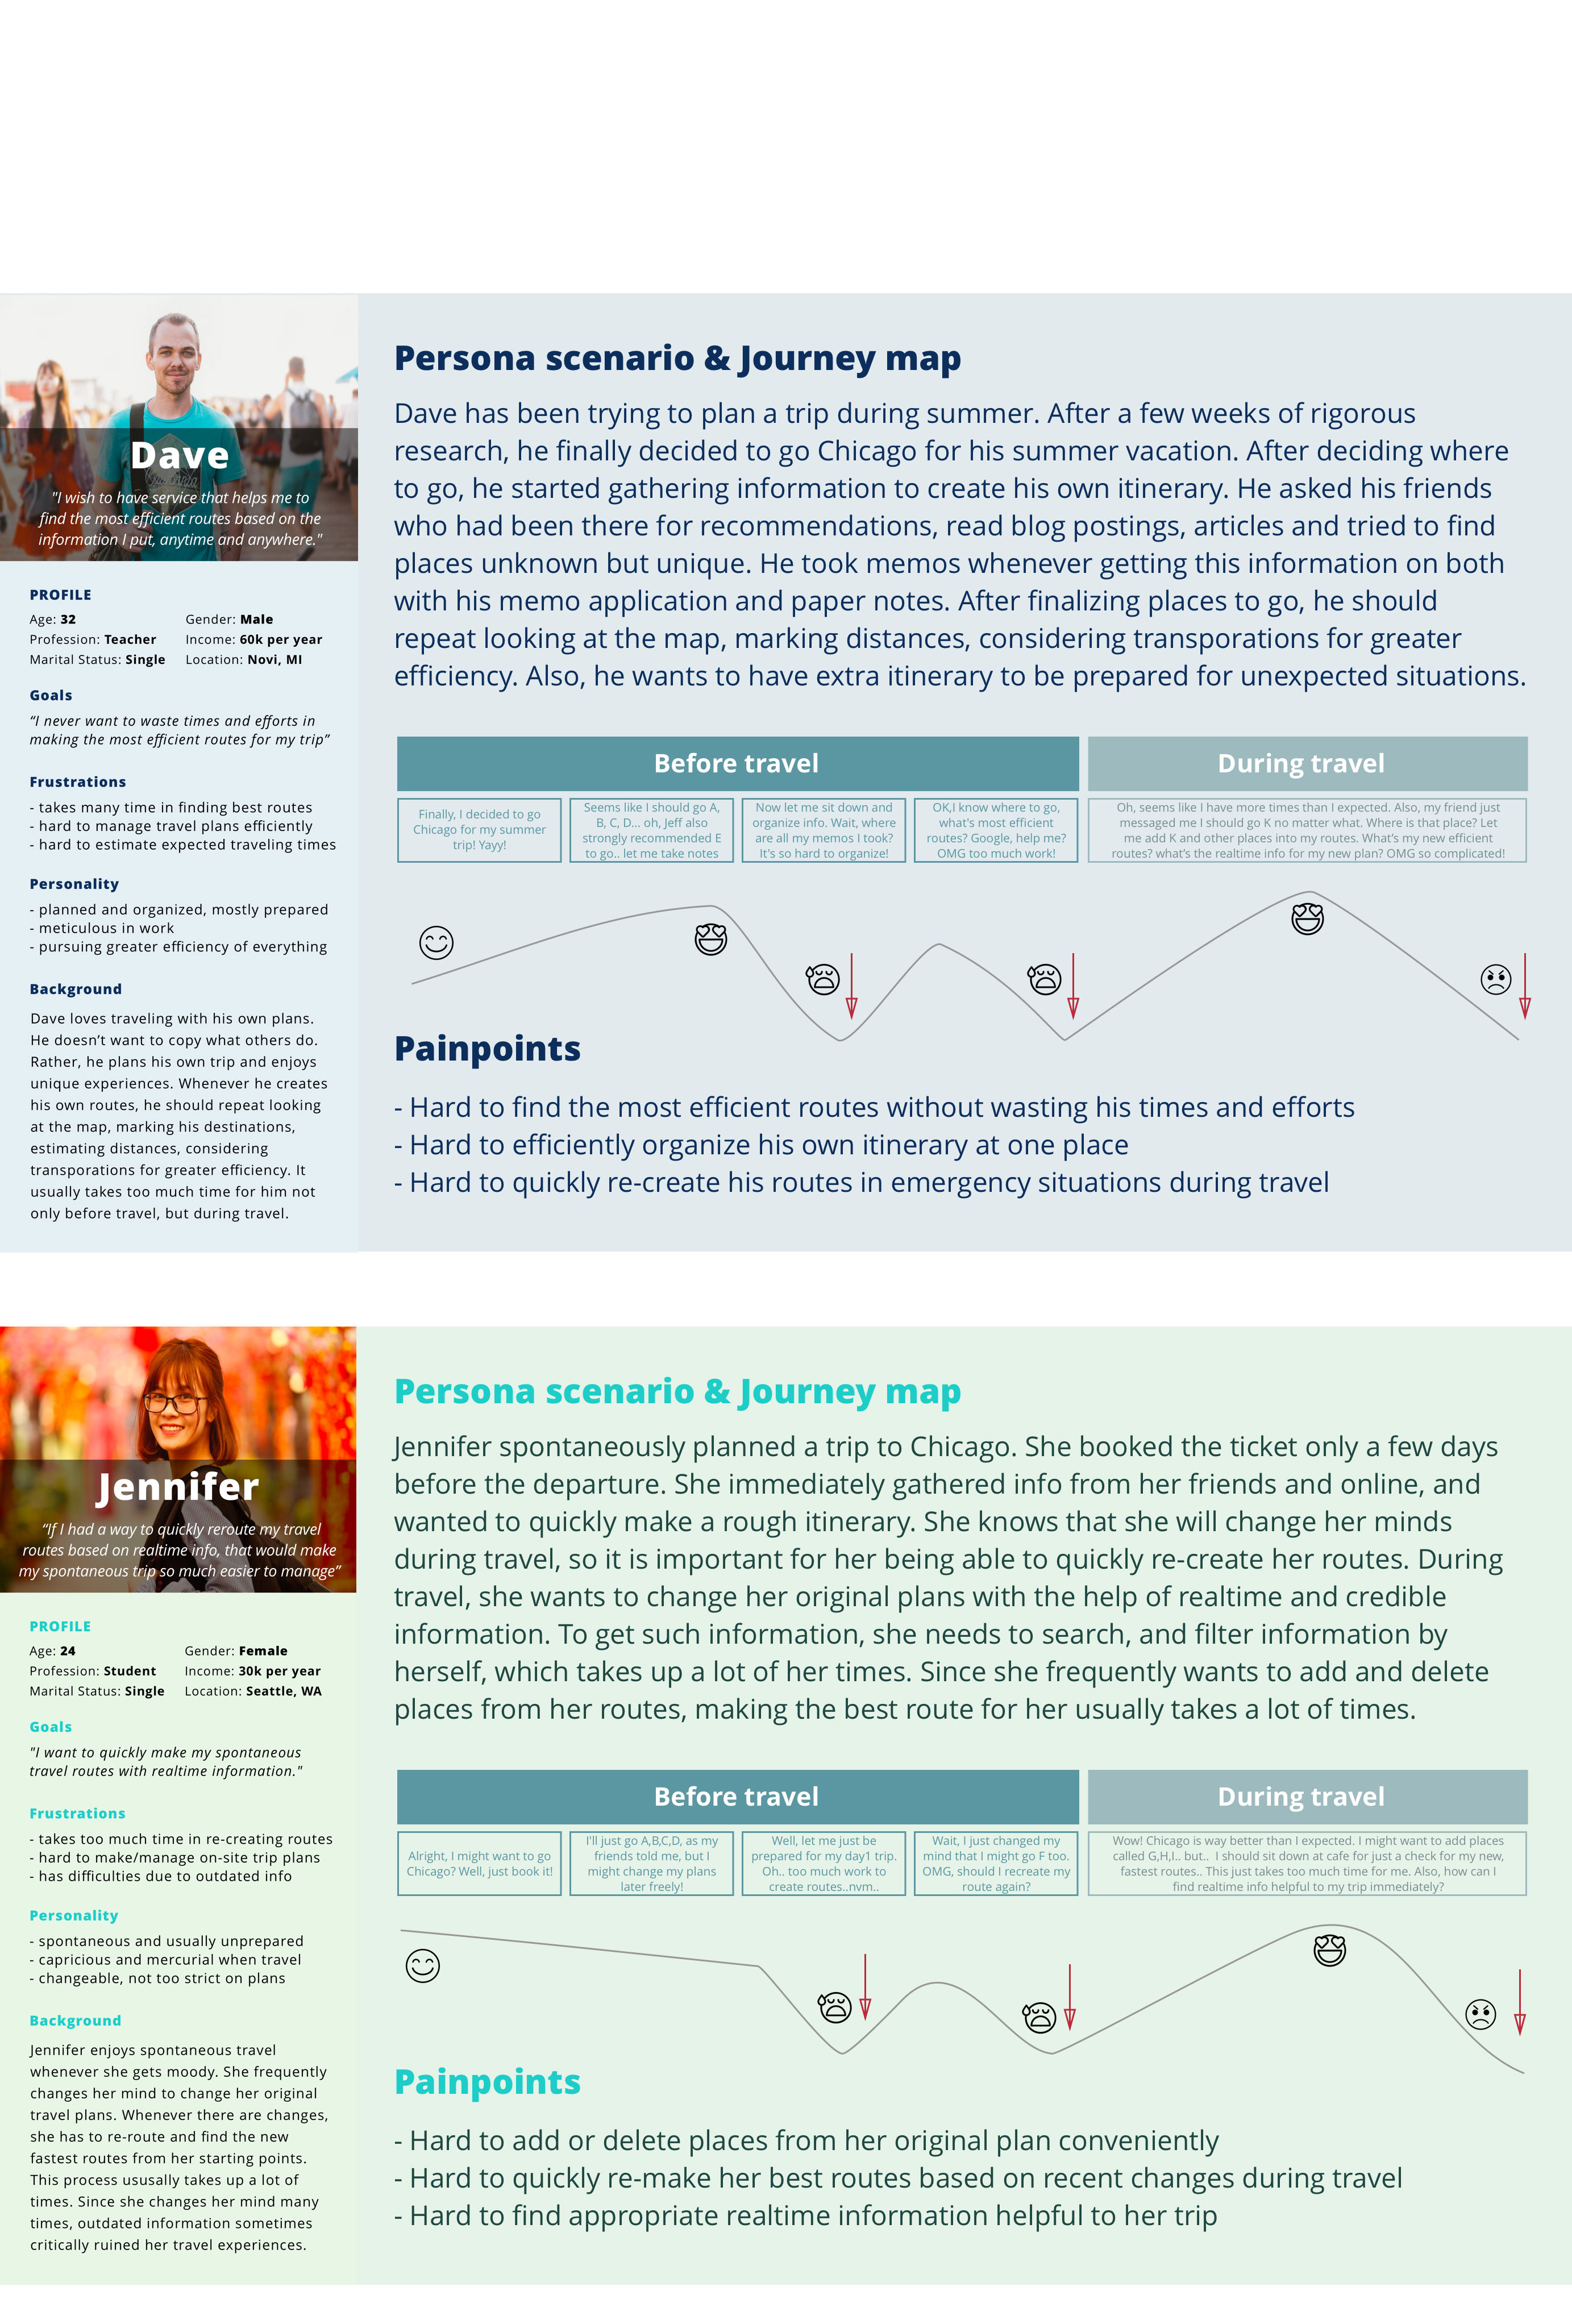 Dave
"I wish to have service that helps me to
find the most efficient routes based on the
information I put, anytime and anywhere."
PROFILE
Age: 32 Gender: Male
Profession: Teacher Income: 60k per year
Marital Status: Single Location: Novi, MI
Goals
“I never want to waste times and efforts in
making the most efficient routes for my trip”
Frustrations
- takes many time in finding best routes
- hard to manage travel plans efficiently
- hard to estimate expected traveling times
Personality
- planned and organized, mostly prepared
- meticulous in work
- pursuing greater efficiency of everything
Background
Dave loves traveling with his own plans.
He doesn’t want to copy what others do.
Rather, he plans his own trip and enjoys
unique experiences. Whenever he creates
his own routes, he should repeat looking
at the map, marking his destinations,
estimating distances, considering
transporations for greater efficiency. It
usually takes too much time for him not
only before travel, but during travel.
Persona scenario & Journey map
Dave has been trying to plan a trip during summer. After a few weeks of rigorous
research, he finally decided to go Chicago for his summer vacation. After deciding where
to go, he started gathering information to create his own itinerary. He asked his friends
who had been there for recommendations, read blog postings, articles and tried to find
places unknown but unique. He took memos whenever getting this information on both
with his memo application and paper notes. After finalizing places to go, he should
repeat looking at the map, marking distances, considering transporations for greater
efficiency. Also, he wants to have extra itinerary to be prepared for unexpected situations.
Before travel
During travel
Finally, I decided to go
Chicago for my summer
trip! Yayy!
Seems like I should go A,
B, C, D... oh, Jeff also
strongly recommended E
to go.. let me take notes
Now let me sit down and
organize info. Wait, where
are all my memos I took?
It's so hard to organize!
OK,I know where to go,
what's most efficient
routes? Google, help me?
OMG too much work!
Oh, seems like I have more times than I expected. Also, my friend just
messaged me I should go K no matter what. Where is that place? Let
me add K and other places into my routes. What’s my new efficient
routes? what’s the realtime info for my new plan? OMG so complicated!
Painpoints
- Hard to find the most efficient routes without wasting his times and efforts
- Hard to efficiently organize his own itinerary at one place
- Hard to quickly re-create his routes in emergency situations during travel
Jennifer
“If I had a way to quickly reroute my travel
routes based on realtime info, that would make
my spontaneous trip so much easier to manage”
PROFILE
Age: 24 Gender: Female
Profession: Student Income: 30k per year
Marital Status: Single Location: Seattle, WA
Goals
"I want to quickly make my spontaneous
travel routes with realtime information."
Frustrations
- takes too much time in re-creating routes
- hard to make/manage on-site trip plans
- has difficulties due to outdated info
Personality
- spontaneous and usually unprepared
- capricious and mercurial when travel
- changeable, not too strict on plans
Background
Jennifer enjoys spontaneous travel
whenever she gets moody. She frequently
changes her mind to change her original
travel plans. Whenever there are changes,
she has to re-route and find the new
fastest routes from her starting points.
This process ususally takes up a lot of
times. Since she changes her mind many
times, outdated information sometimes
critically ruined her travel experiences.
Persona scenario & Journey map
Jennifer spontaneously planned a trip to Chicago. She booked the ticket only a few days
before the departure. She immediately gathered info from her friends and online, and
wanted to quickly make a rough itinerary. She knows that she will change her minds
during travel, so it is important for her being able to quickly re-create her routes. During
travel, she wants to change her original plans with the help of realtime and credible
information. To get such information, she needs to search, and filter information by
herself, which takes up a lot of her times. Since she frequently wants to add and delete
places from her routes, making the best route for her usually takes a lot of times.
Before travel
During travel
Alright, I might want to go
Chicago? Well, just book it!
I'll just go A,B,C,D, as my
friends told me, but I
might change my plans
later freely!
Well, let me just be
prepared for my day1 trip.
Oh.. too much work to
create routes..nvm..
Wait, I just changed my
mind that I might go F too.
OMG, should I recreate my
route again?
Wow! Chicago is way better than I expected. I might want to add places
called G,H,I.. but.. I should sit down at cafe for just a check for my new,
fastest routes.. This just takes too much time for me. Also, how can I
find realtime info helpful to my trip immediately?
Painpoints
- Hard to add or delete places from her original plan conveniently
- Hard to quickly re-make her best routes based on recent changes during travel
- Hard to find appropriate realtime information helpful to her trip